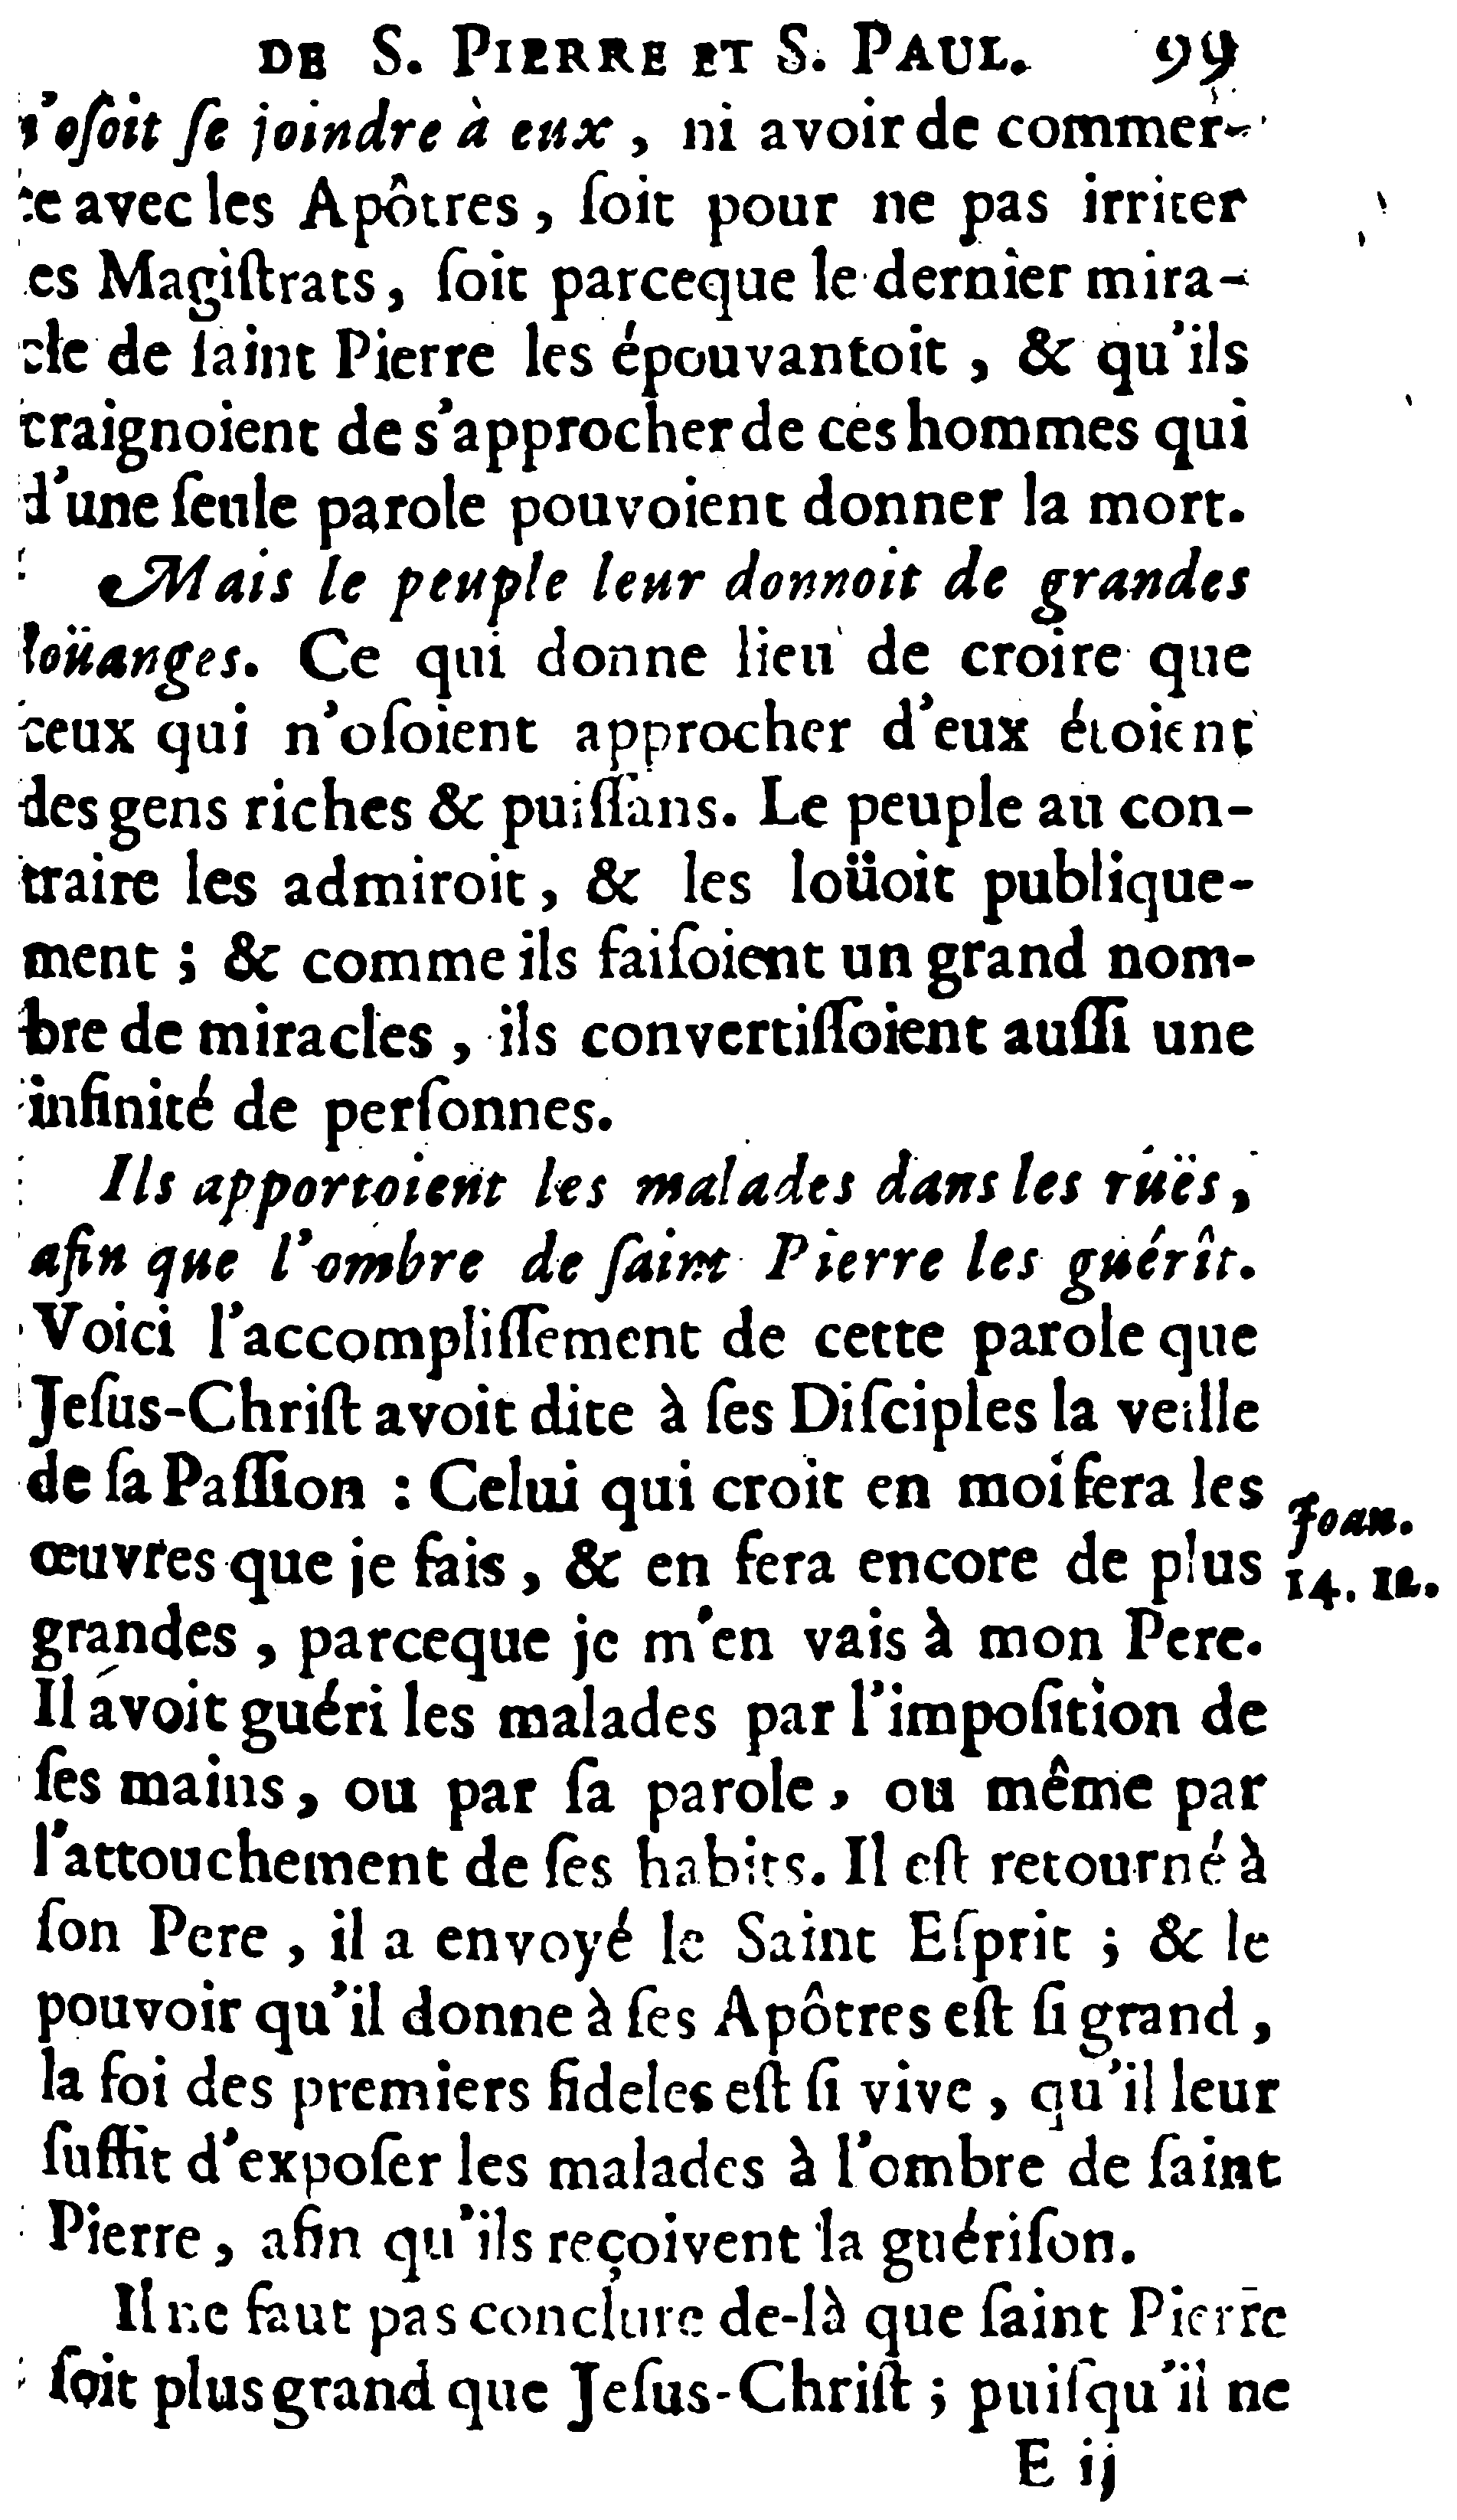 DE S. PIERRE ET S. PAUL. 99
n'oſoit ſe joindre à eux, ni avoir de commer-
ce avec les Apôtres, ſoit pour ne pas irriter
les Magiſtrats, ſoit parceque le dernier mira-
cle de ſaint Pierre les épouvantoit, & qu'ils
craignoient de s'approcher de ces hommes qui
d'une ſeule parole pouvoient donner la mort.
Mais le peuple leur donnoit de grandes
loüanges. Ce qui donne lieu de croire que
ceux qui n'oſoient approcher d'eux étoient
des gens riches & puiſſans. Le peuple au con-
traire les admiroit, & les loüoit publique-
ment; & comme ils faiſoient un grand nom-
bre de miracles, ils convertiſſoient auſſi une
infinité de perſonnes.
Ils apportoient les malades dans les ruës,
afin que l'ombre de ſaint Pierre les guérît.
Voici l'accompliſſement de cette parole que
Jeſus-Chriſt avoit dite à ſes Diſciples la veille
de ſa Paſſion : Celui qui croit en moi fera les
œuvres que je fais, & en fera encore de plus
grandes, parceque je m'en vais à mon Pere.
Joan.
14. 12.
Il avoit guéri les malades par l'impoſition de
ſes mains, ou par ſa parole, ou même par
l'attouchement de ſes habits. Il eſt retourné à
ſon Pere, il a envoyé le Saint Eſprit; & le
pouvoir qu'il donne à ſes Apôtres eſt ſi grand,
la foi des premiers fideles eſt ſi vive, qu'il leur
ſuffit d'expoſer les malades à l'ombre de ſaint
Pierre, afin qu'ils reçoivent la guériſon.
Il ne faut pas conclure de-là que ſaint Pierre
ſoit plus grand que Jeſus-Chriſt; puiſqu'il ne
E ij